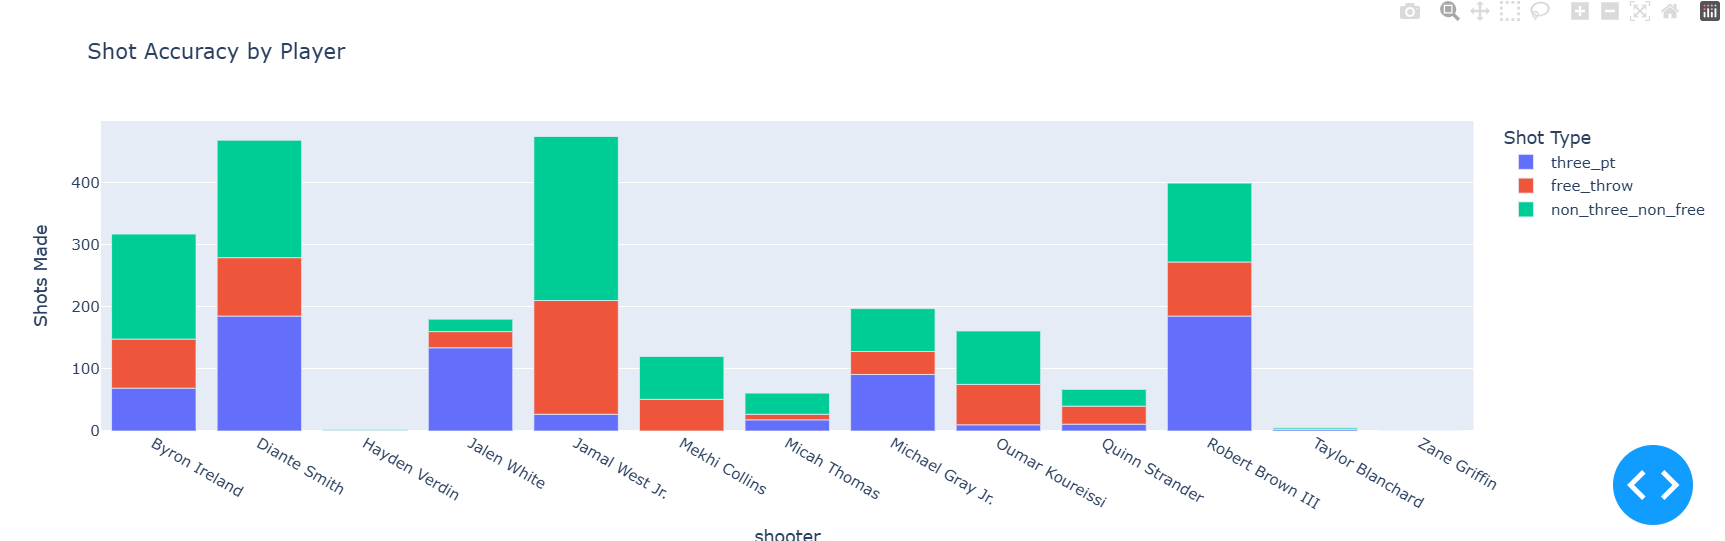 Shot Accuracy by Player
Shots Made
400
300
200
100
0
Byron Ireland
Diante Smith
Hayden Verdin
Jalen White
Jamal West Jr.
Mekhi Collins
Micah Thomas
Michael Gray Jr.
Oumar Koureissi
Quinn Strander
Robert Brown III
Taylor Blanchard
Zane Griffin
shooter
Shot Type
three_pt
free_throw
non_three_non_free